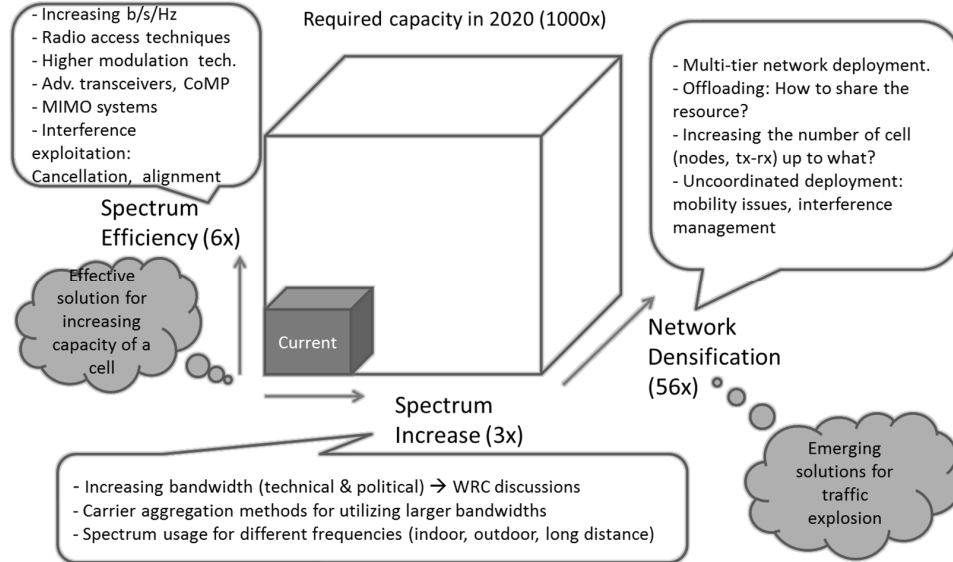 Required capacity in 2020 (1000x)
- Increasing b/s/Hz
- Radio access techniques
- Higher modulation tech.
- Adv. transceivers, CoMP
- MIMO systems
- Interference
exploitation:
Cancellation, alignment
- Multi-tier network deployment.
- Offloading: How to share the
resource?
- Increasing the number of cell
(nodes, tx-rx) up to what?
- Uncoordinated deployment:
mobility issues, interference
management
Spectrum
Efficiency (6x)
Effective
solution for
increasing
capacity of a
cell
Current
Network
Densification
(56x)
Spectrum
Increase (3x)
Emerging
solutions for
traffic
explosion
- Increasing bandwidth (technical & political) → WRC discussions
- Carrier aggregation methods for utilizing larger bandwidths
- Spectrum usage for different frequencies (indoor, outdoor, long distance)